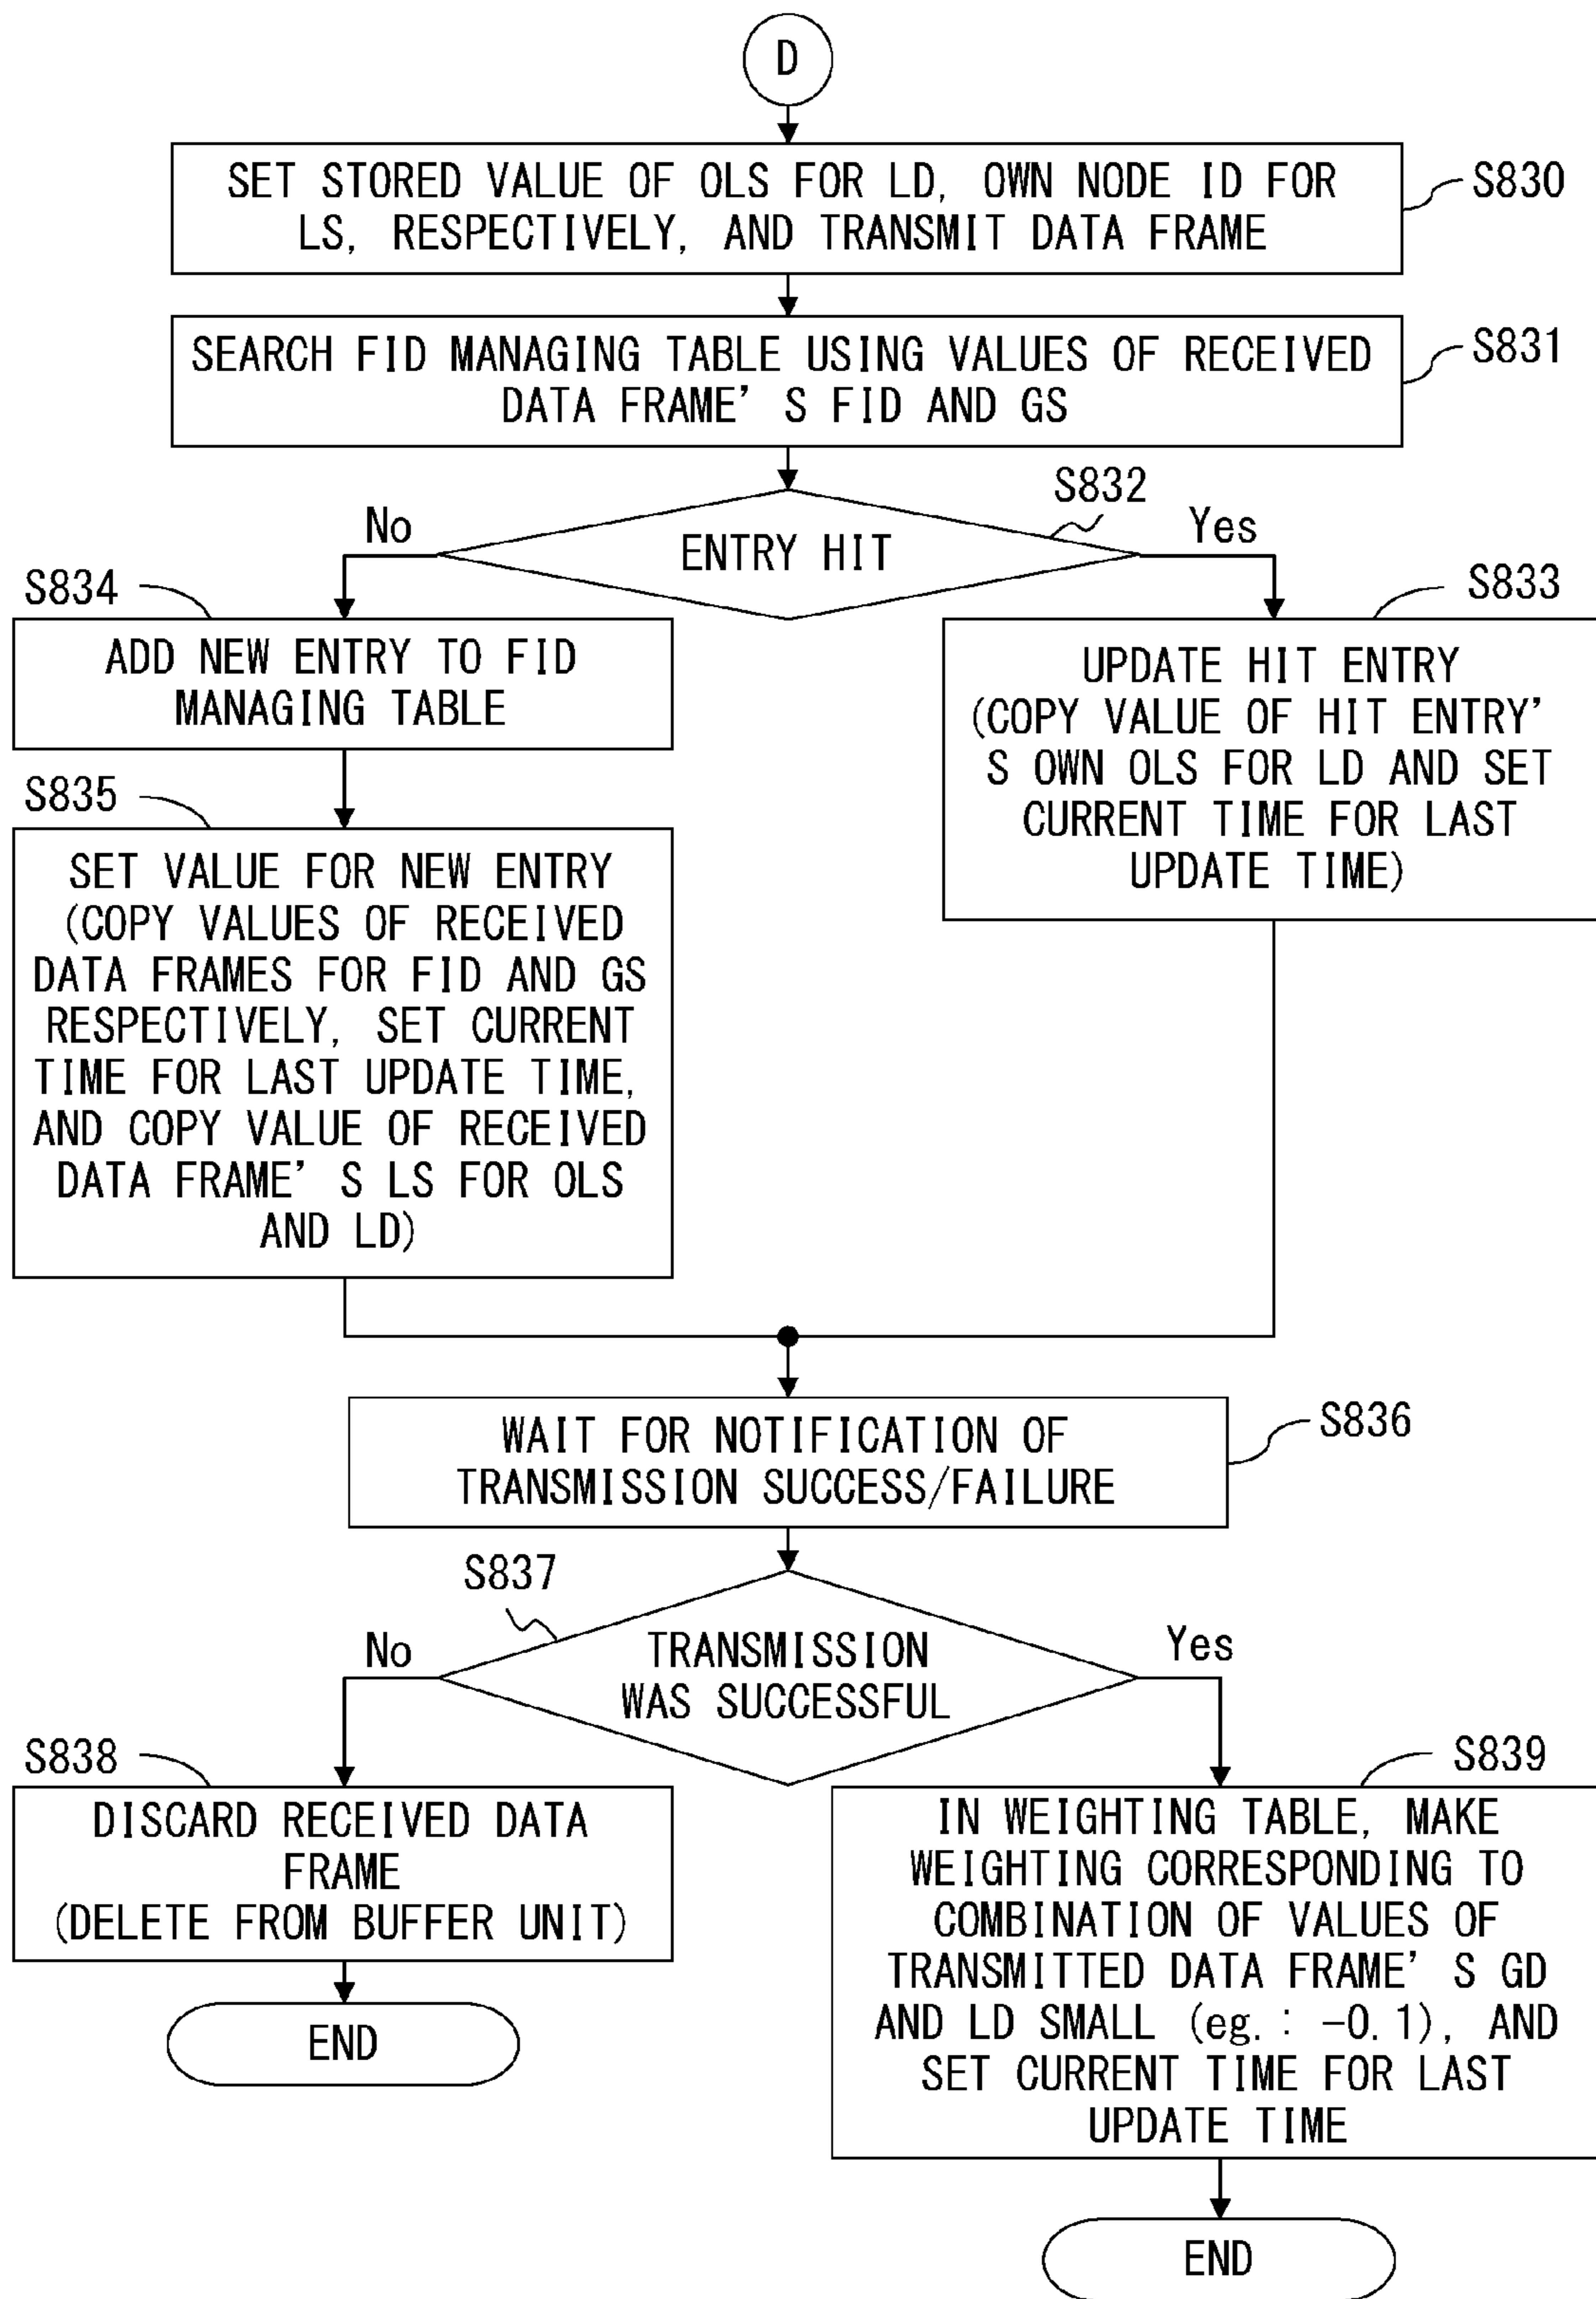 D
SET STORED VALUE OF OLS FOR LD, OWN NODE ID FOR
LS, RESPECTIVELY, AND TRANSMIT DATA FRAME
S830
SEARCH FID MANAGING TABLE USING VALUES OF RECEIVED
DATA FRAME' S FID AND GS
S831
S832
No
ENTRY HIT
Yes
S834
ADD NEW ENTRY TO FID
MANAGING TABLE
S833
UPDATE HIT ENTRY
(COPY VALUE OF HIT ENTRY'
S OWN OLS FOR LD AND SET
CURRENT TIME FOR LAST
UPDATE TIME)
S835
SET VALUE FOR NEW ENTRY
(COPY VALUES OF RECEIVED
DATA FRAMES FOR FID AND GS
RESPECTIVELY, SET CURRENT
TIME FOR LAST UPDATE TIME,
AND COPY VALUE OF RECEIVED
DATA FRAME' S LS FOR OLS
AND LD)
WAIT FOR NOTIFICATION OF
TRANSMISSION SUCCESS/FAILURE
S836
S837
No
TRANSMISSION
WAS SUCCESSFUL
Yes
S838
DISCARD RECEIVED DATA
FRAME
(DELETE FROM BUFFER UNIT)
END
S839
IN WEIGHTING TABLE, MAKE
WEIGHTING CORRESPONDING TO
COMBINATION OF VALUES OF
TRANSMITTED DATA FRAME' S GD
AND LD SMALL (eg. : -0.1), AND
SET CURRENT TIME FOR LAST
UPDATE TIME
END